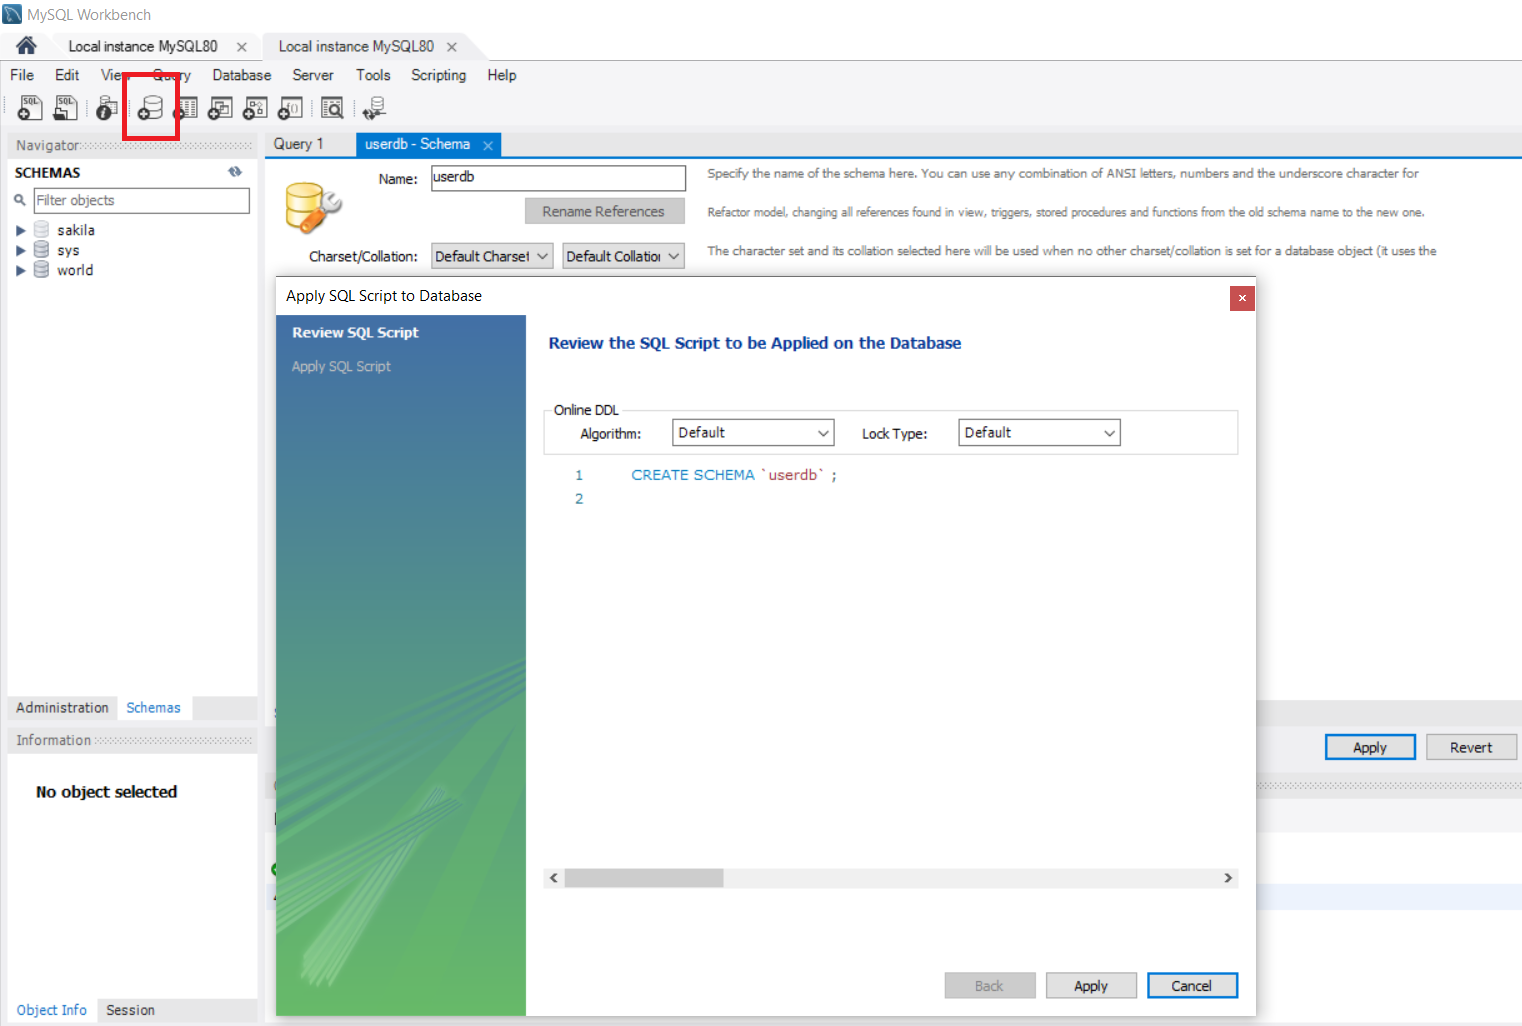 MySQL Workbench
Local instance MySQL80
Local instance MySQL80
File Edit View Query Database Server Tools Scripting Help
SQL SQL
Navigator
Query 1
userdb - Schema
SCHEMAS
Filter objects
sakila
sys
world
Name: userdb
Specify the name of the schema here. You can use any combination of ANSI letters, numbers and the underscore character for
Rename References
Refactor model, changing all references found in view, triggers, stored procedures and functions from the old schema name to the new one.
Charset/Collation: Default Charset Default Collation
The character set and its collation selected here will be used when no other charset/collation is set for a database object (it uses the
Apply SQL Script to Database
Review SQL Script
Apply SQL Script
Review the SQL Script to be Applied on the Database
Online DDL
Algorithm: Default Lock Type: Default
1 CREATE SCHEMA `userdb` ;
2
Administration Schemas
Information
No object selected
Object Info Session
Apply Revert
Back Apply Cancel